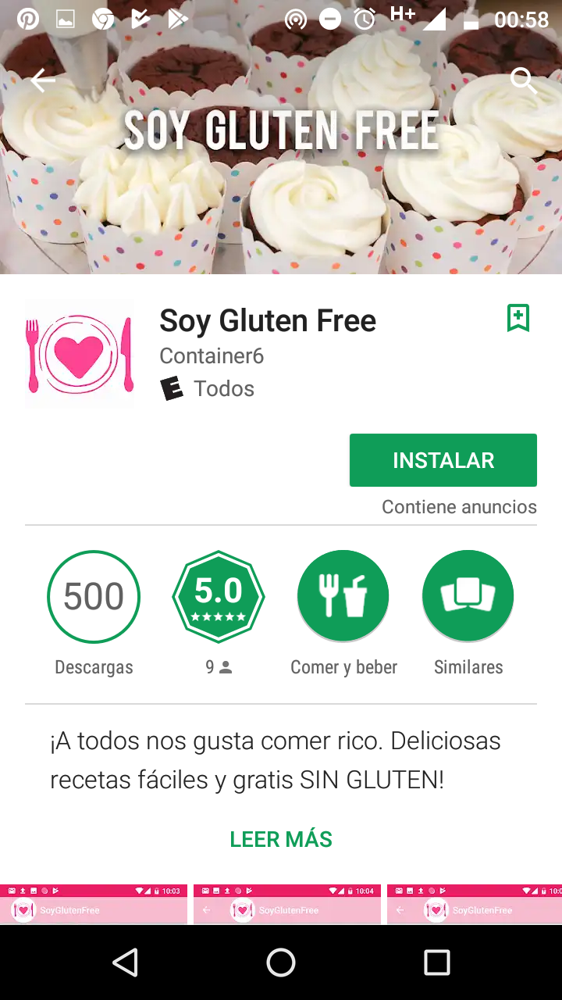 H+ 00:58
SOY GLUTEN FREE
Soy Gluten Free
Container6
E Todos
INSTALAR
Contiene anuncios
500
5.0
Descargas
9
Comer y beber
Similares
¡A todos nos gusta comer rico. Deliciosas
recetas fáciles y gratis SIN GLUTEN!
LEER MÁS
10:03
10:04
SoyGlutenFree
SoyGlutenFree
SoyGlutenFree